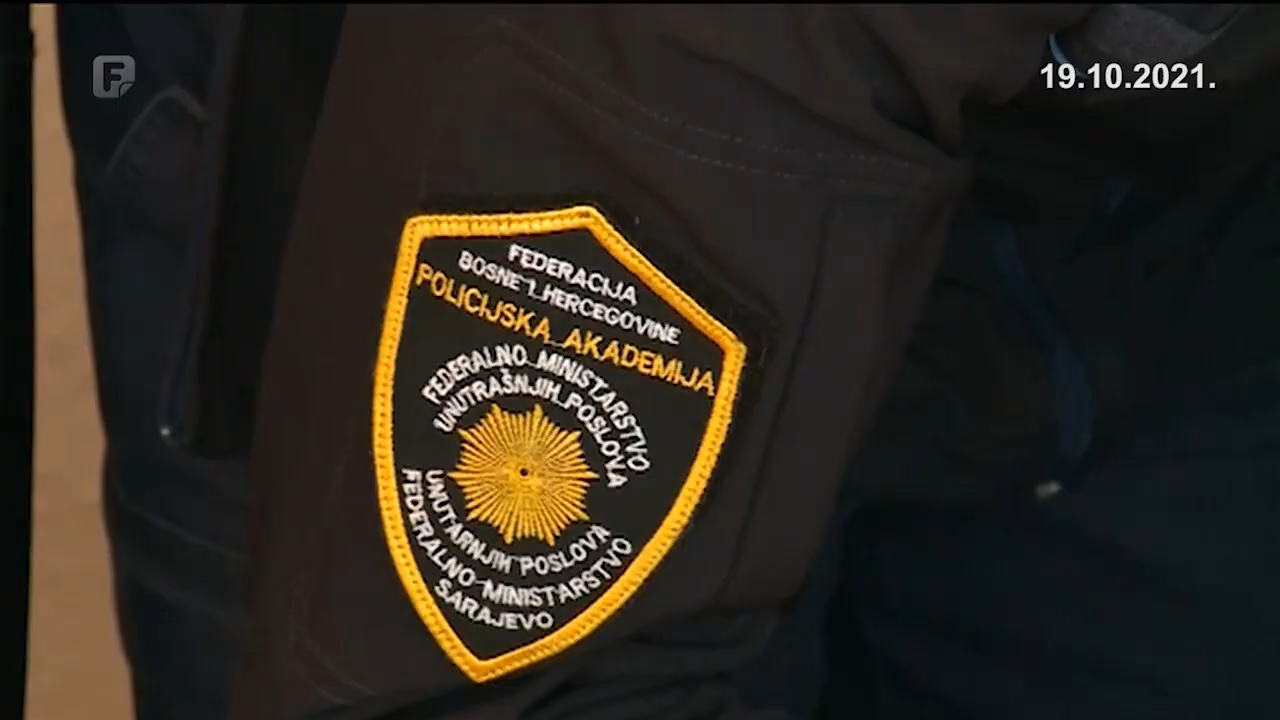 F
19.10.2021.
FEDERACIJA
BOSNE I HERCEGOVINE
POLICIJSKA AKADEMIJA
FEDERALNO MINISTARSTVO
UNUTRAŠNJIH POSLOVA
UNUTARNJIH POSLOVA
FEDERALNO MINISTARSTVO
SARAJEVO